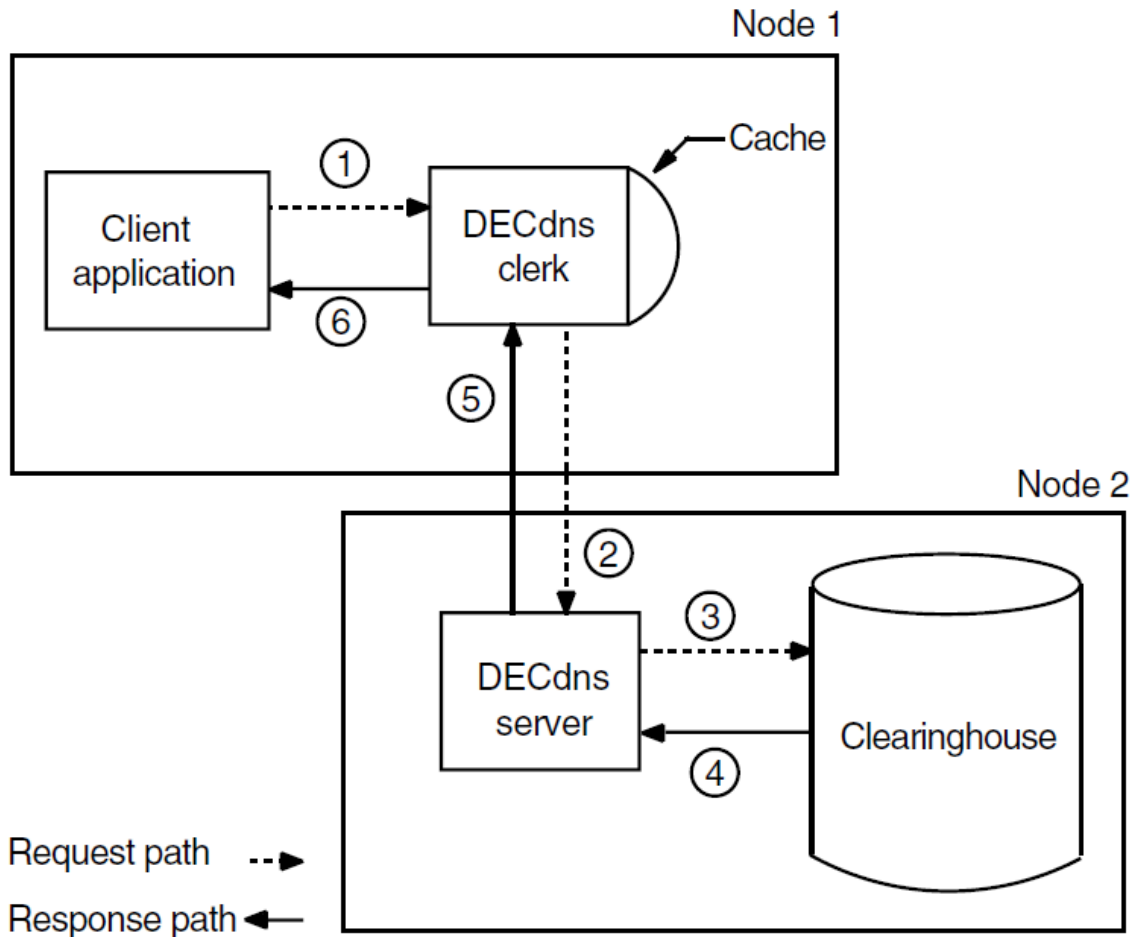 Node 1
Cache
1
Client
application
DECdns
clerk
6
5
Node 2
2
3
DECdns
server
Clearinghouse
4
Request path
Response path